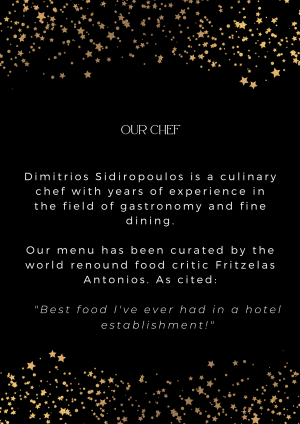 OUR CHEF
Dimitrios Sidiropoulos is a culinary
chef with years of experience in
the field of gastronomy and fine
dining.
Our menu has been curated by the
world renound food critic Fritzelas
Antonios. As cited:
"Best food I've ever had in a hotel
establishment!"